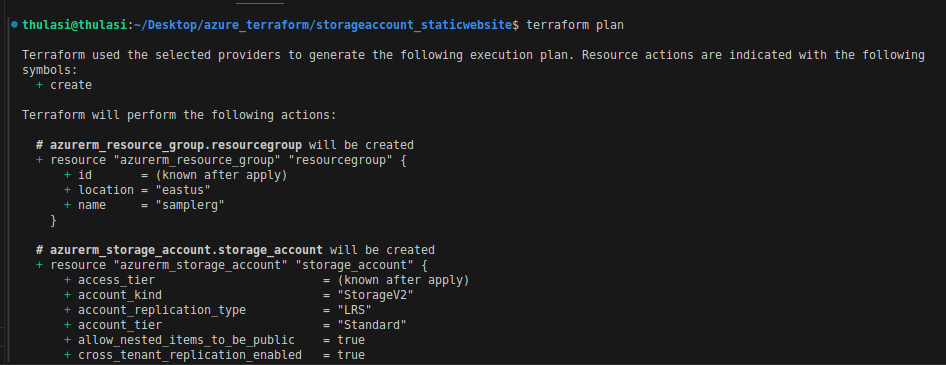 thulasi@thulasi:~/Desktop/azure_terraform/storageaccount_staticwebsite$ terraform plan
Terraform used the selected providers to generate the following execution plan. Resource actions are indicated with the following
symbols:
+ create
Terraform will perform the following actions:
# azurerm_resource_group.resourcegroup will be created
+ resource "azurerm_resource_group" "resourcegroup" {
+ id       = (known after apply)
+ location = "eastus"
+ name     = "samplerg"
}
# azurerm_storage_account.storage_account will be created
+ resource "azurerm_storage_account" "storage_account" {
+ access_tier                        = (known after apply)
+ account_kind                       = "StorageV2"
+ account_replication_type           = "LRS"
+ account_tier                       = "Standard"
+ allow_nested_items_to_be_public    = true
+ cross_tenant_replication_enabled   = true